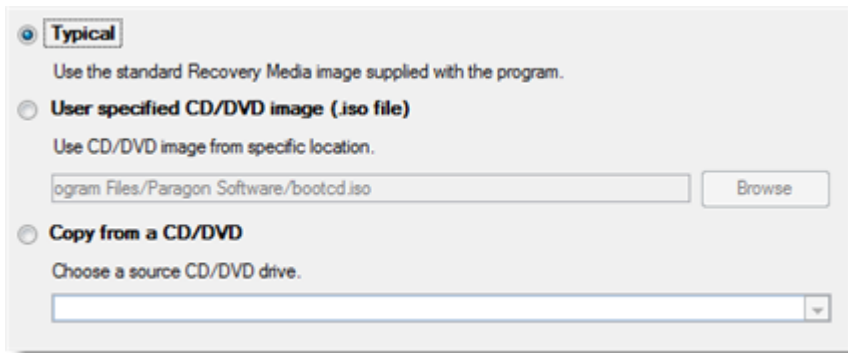 Typical
Use the standard Recovery Media image supplied with the program.
User specified CD/DVD image (.iso file)
Use CD/DVD image from specific location.
ogram Files/Paragon Software/bootcd.iso
Browse
Copy from a CD/DVD
Choose a source CD/DVD drive.